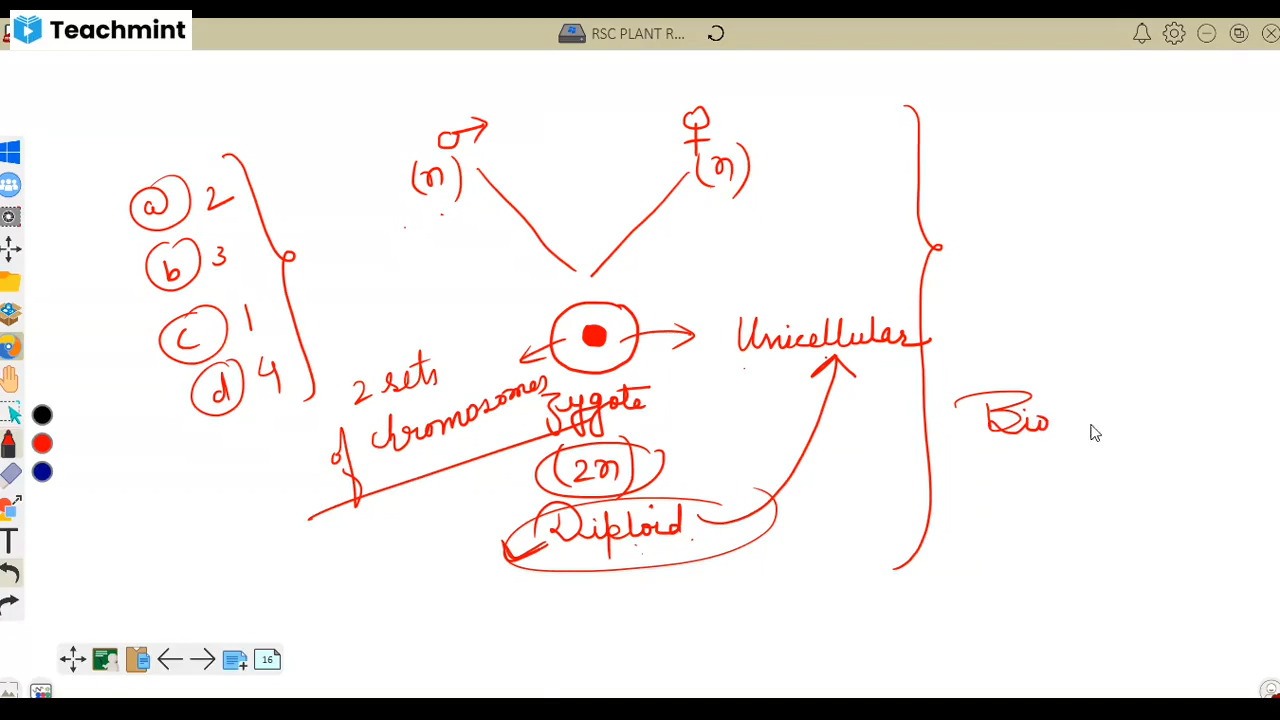 Teachmint
RSC PLANT R...
♂
♀
(n)
(n)
a 2
b 3
c 1
d 4
Unicellular
2 sets
of chromosomes
Zygote
(2n)
Diploid
Bio
T
16